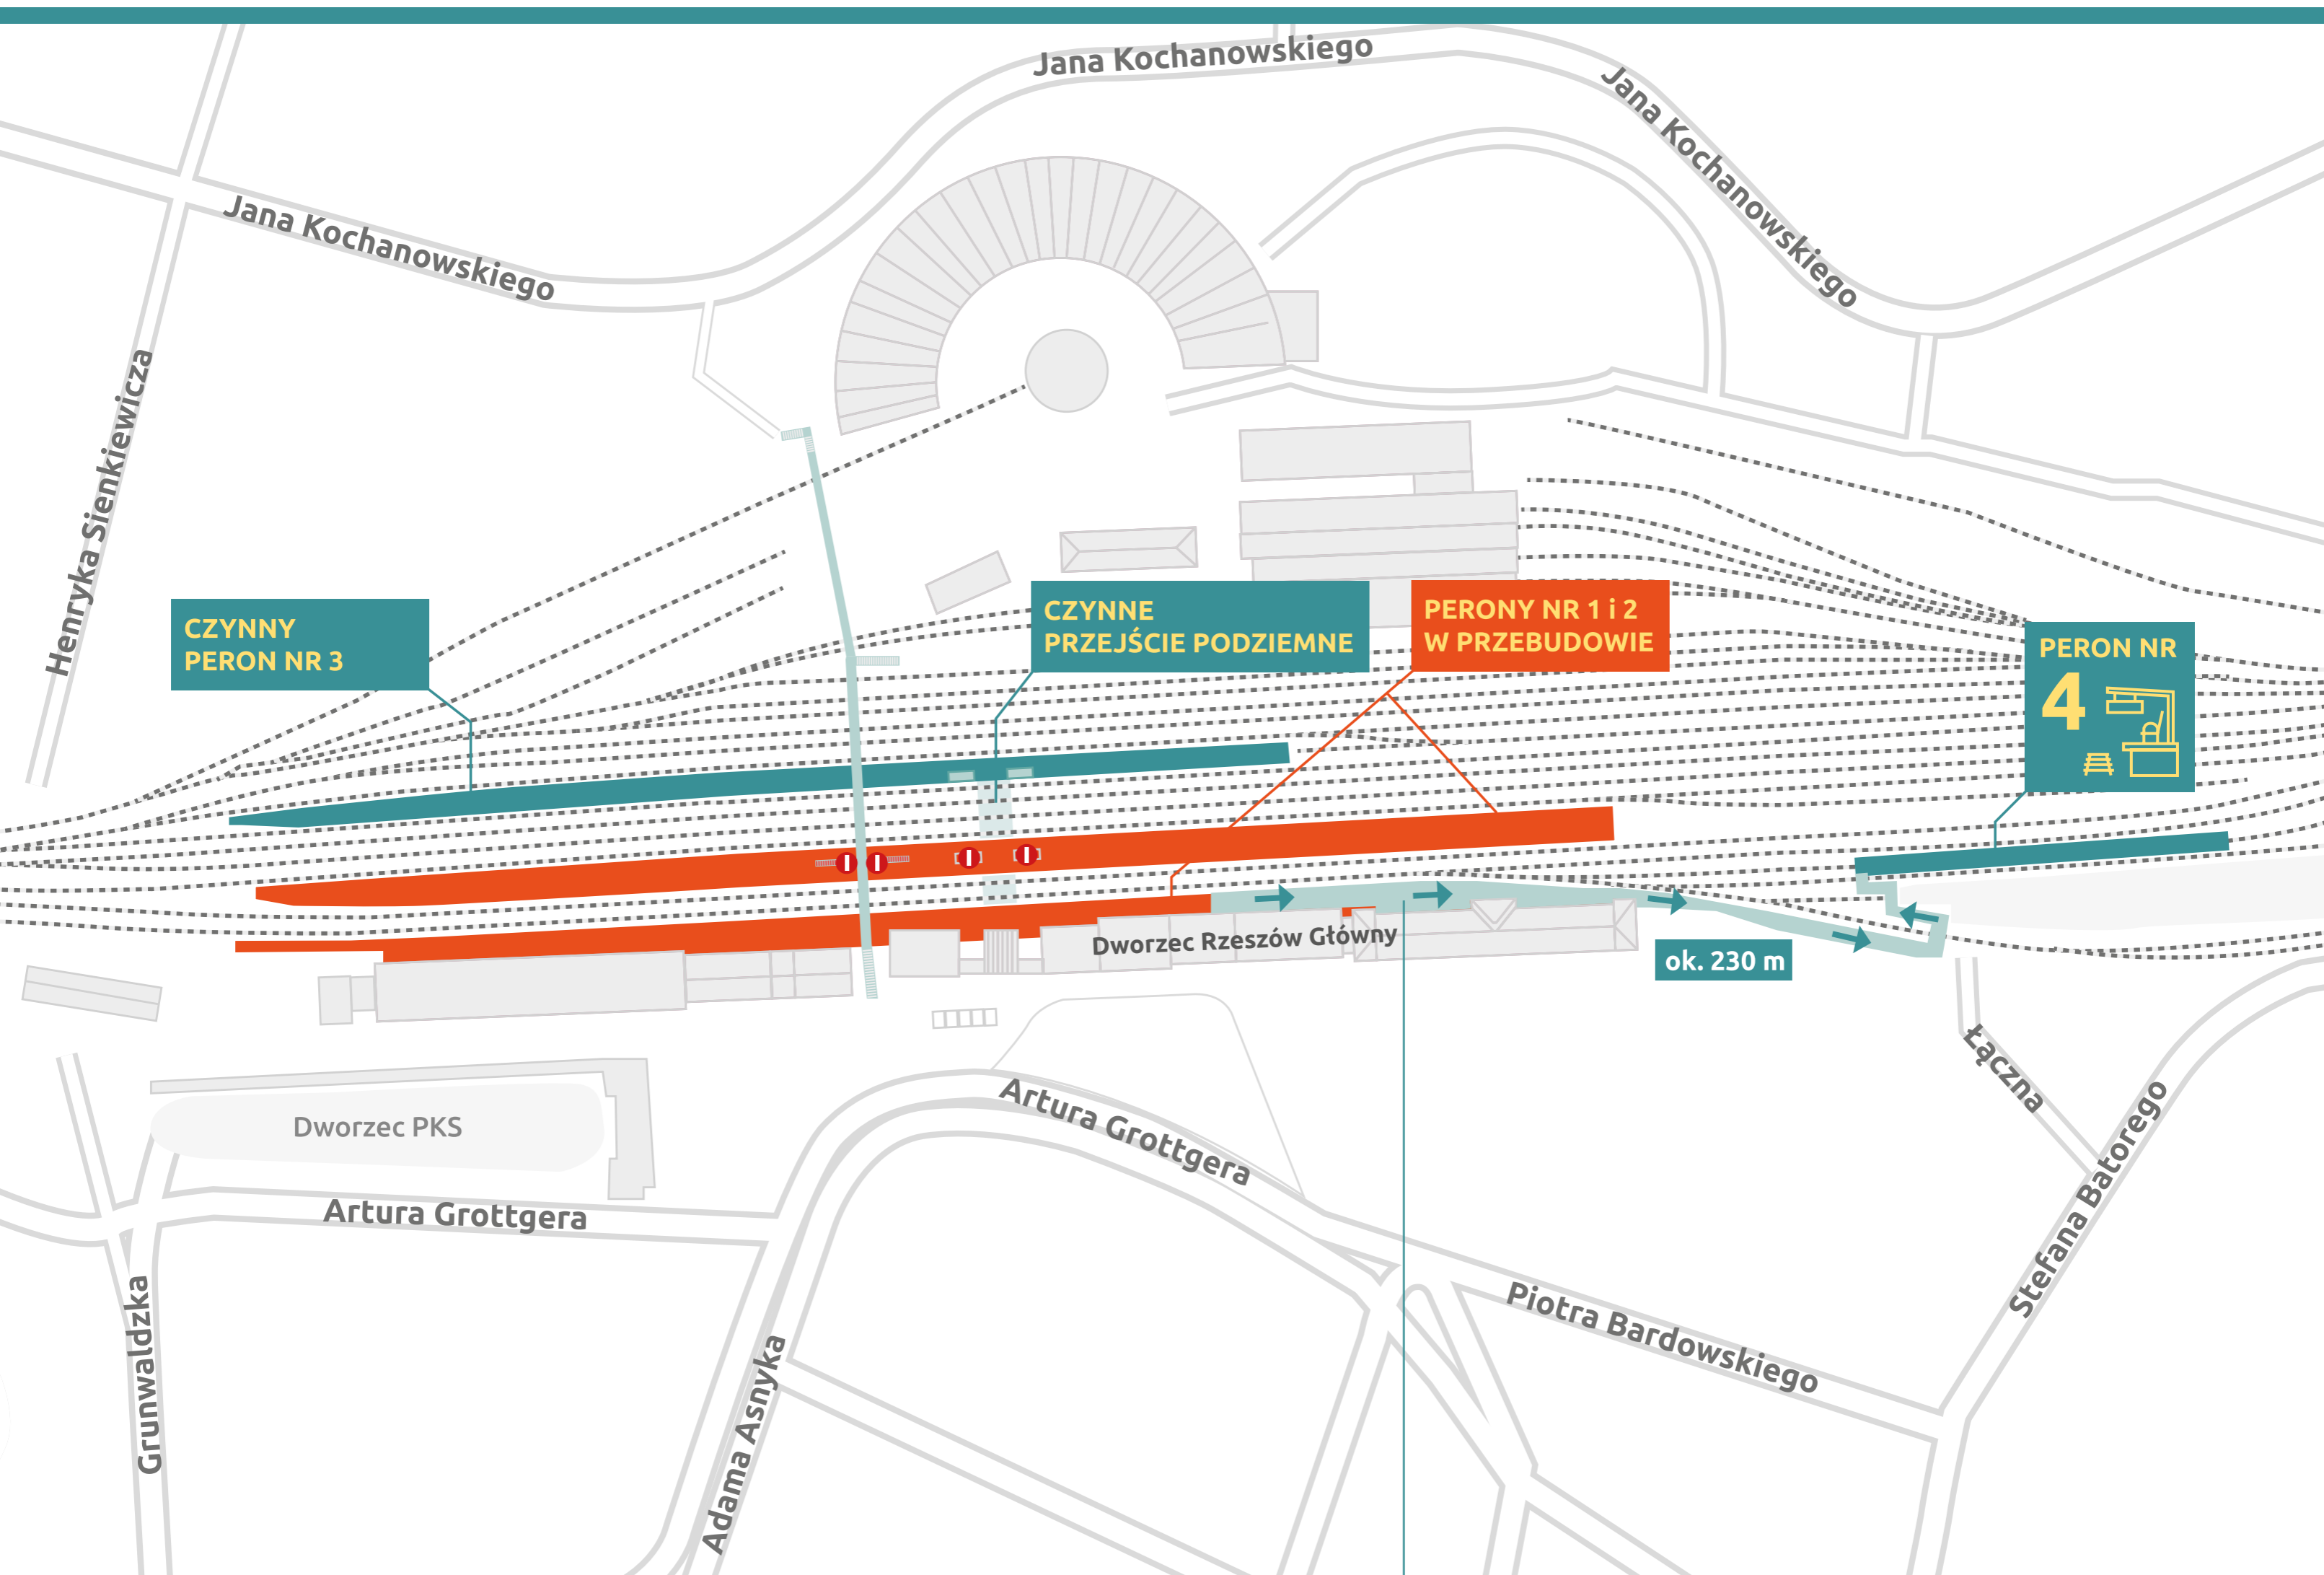 Jana Kochanowskiego
Jana Kochanowskiego
Jana Kochanowskiego
Henryka Sienkiewicza
CZYNNY
PERON NR 3
CZYNNE
PRZEJŚCIE PODZIEMNE
PERONY NR 1 i 2
W PRZEBUDOWIE
PERON NR
4
Dworzec Rzeszów Główny
ok. 230 m
Łączna
Dworzec PKS
Artura Grottgera
Artura Grottgera
Stefana Batorego
Grunwaldzka
Adama Asnyka
Piotra Bardowskiego